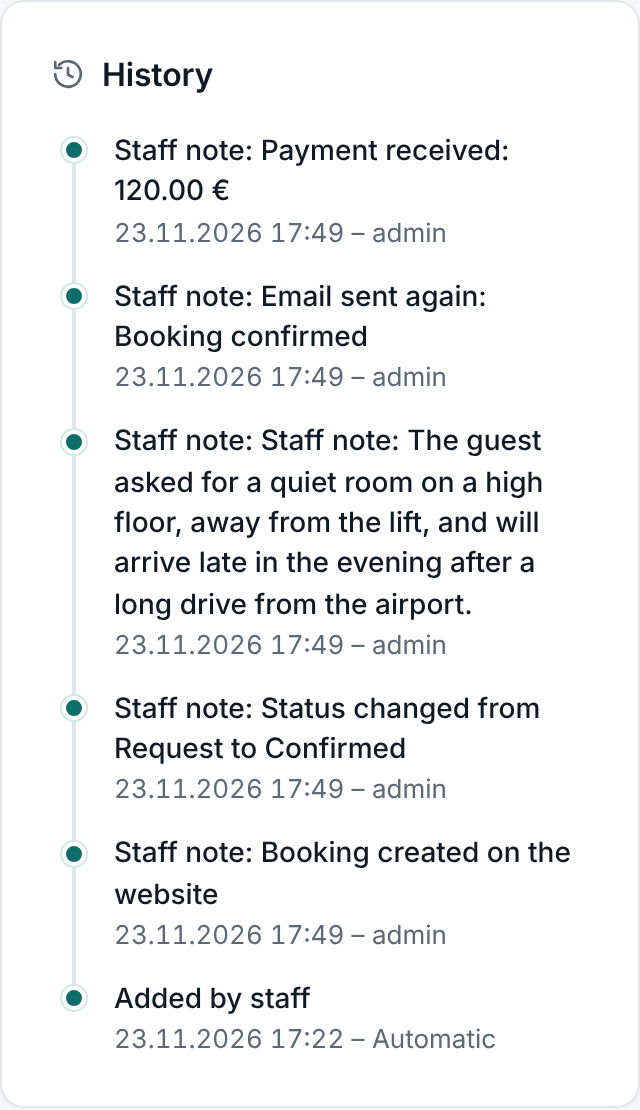 History
Staff note: Payment received:
120.00 €
23.11.2026 17:49 – admin
Staff note: Email sent again:
Booking confirmed
23.11.2026 17:49 – admin
Staff note: Staff note: The guest
asked for a quiet room on a high
floor, away from the lift, and will
arrive late in the evening after a
long drive from the airport.
23.11.2026 17:49 – admin
Staff note: Status changed from
Request to Confirmed
23.11.2026 17:49 – admin
Staff note: Booking created on the
website
23.11.2026 17:49 – admin
Added by staff
23.11.2026 17:22 – Automatic